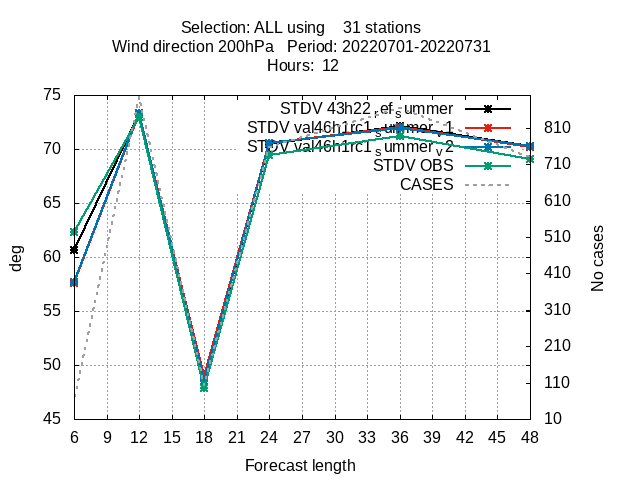 Selection: ALL using 31 stations
Wind direction 200hPa Period: 20220701-20220731
Hours: 12
75
70
65
60
55
50
45
deg
STDV 43h22_ref_summer
STDV val46h1rc1_summer_v1
STDV val46h1rc1_summer_v2
STDV OBS
CASES
810
710
610
510
410
310
210
110
10
No cases
6 9 12 15 18 21 24 27 30 33 36 39 42 45 48
Forecast length